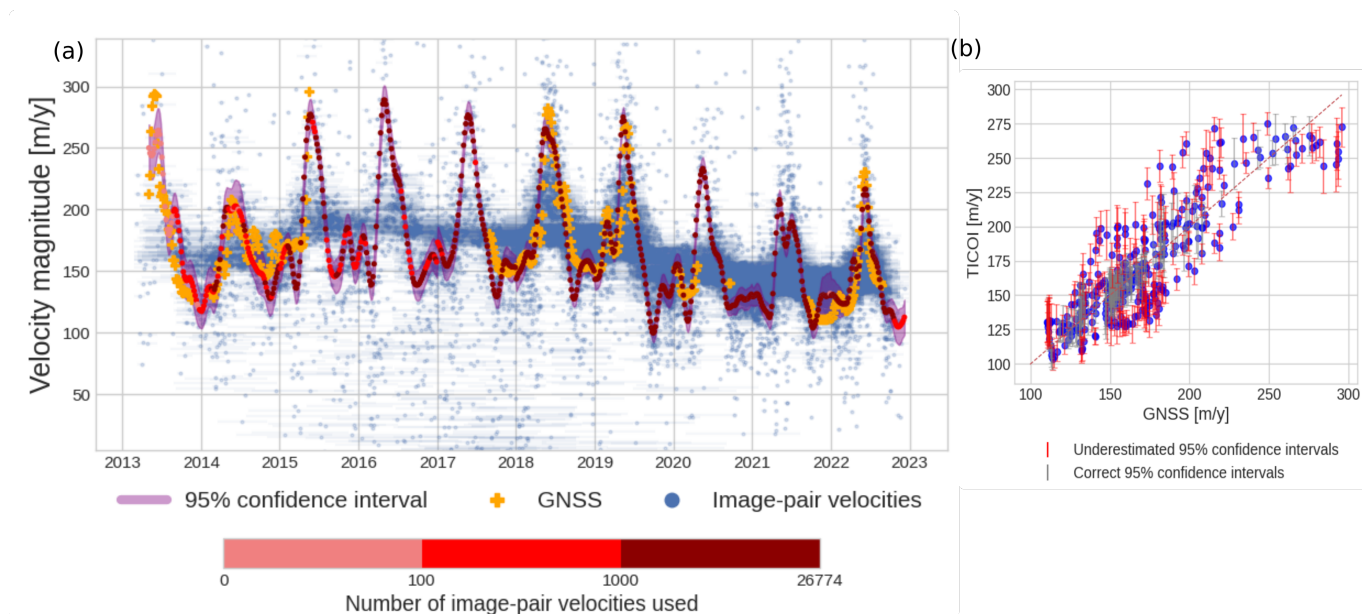 (a)
Velocity magnitude [m/y]
300
250
200
150
100
50
2013 2014 2015 2016 2017 2018 2019 2020 2021 2022 2023
95% confidence interval GNSS Image-pair velocities
0 100 1000 26774
Number of image-pair velocities used
(b)
TICOI [m/y]
300
275
250
225
200
175
150
125
100
100 150 200 250 300
GNSS [m/y]
Underestimated 95% confidence intervals
Correct 95% confidence intervals